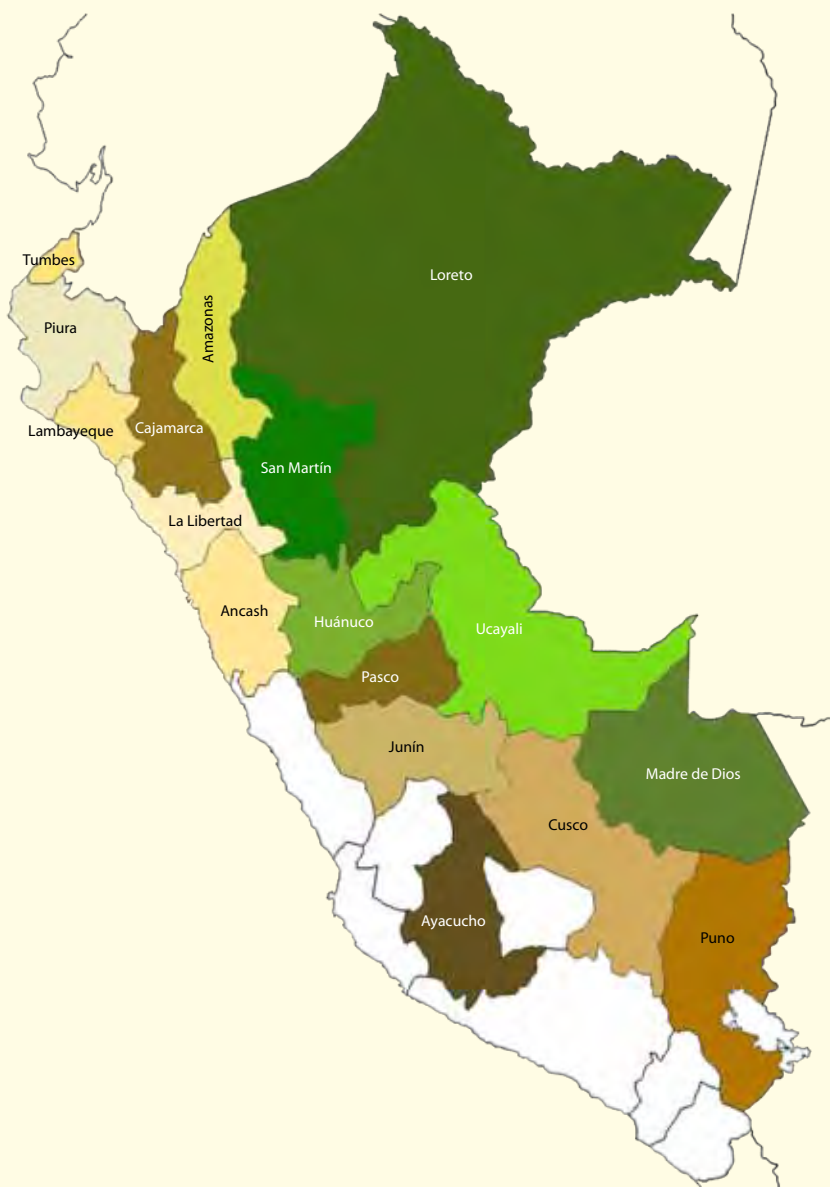 Tumbes
Loreto
Piura
Amazonas
Lambayeque
Cajamarca
San Martín
La Libertad
Ancash
Huánuco
Ucayali
Pasco
Junín
Madre de Dios
Cusco
Ayacucho
Puno